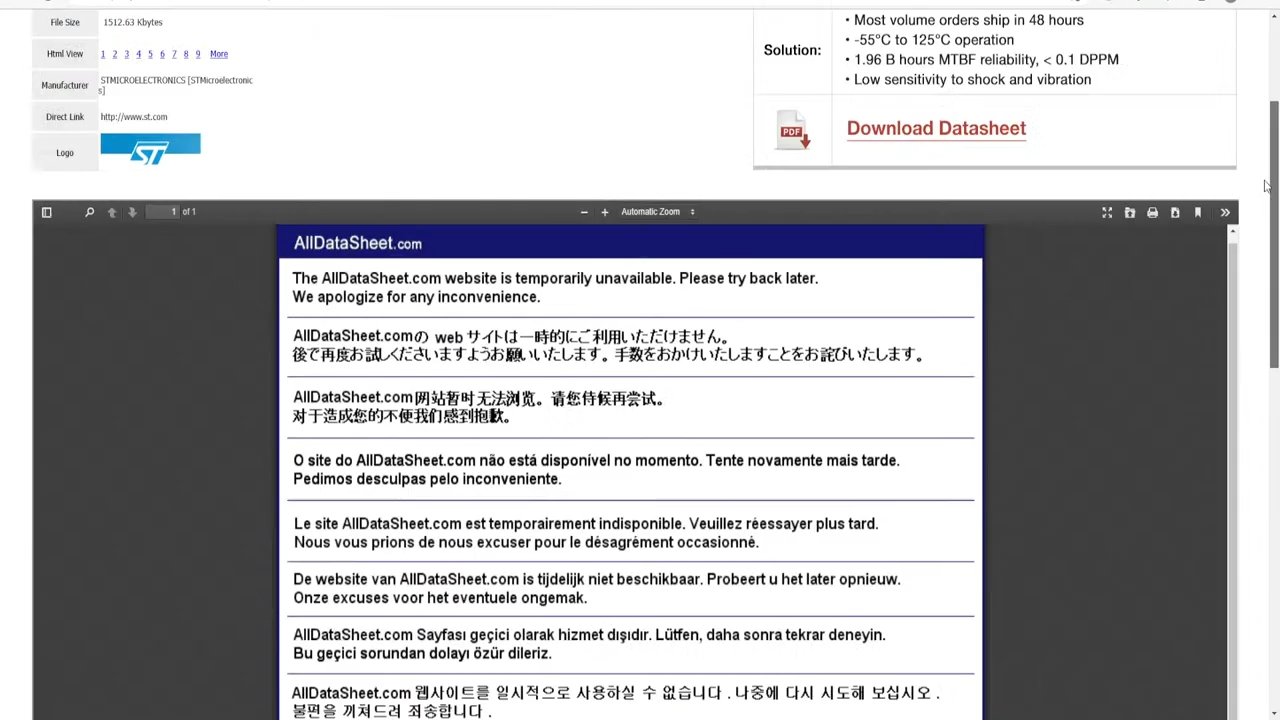 File Size 1512.63 Kbytes
Html View 1 2 3 4 5 6 7 8 9 More
Manufacturer STMICROELECTRONICS [STMicroelectronic
s]
Direct Link http://www.st.com
Logo ST
Solution:
• Most volume orders ship in 48 hours
• -55°C to 125°C operation
• 1.96 B hours MTBF reliability, < 0.1 DPPM
• Low sensitivity to shock and vibration
PDF Download Datasheet
1 of 1 Automatic Zoom
AllDataSheet.com
The AllDataSheet.com website is temporarily unavailable. Please try back later.
We apologize for any inconvenience.
AllDataSheet.comの webサイトは一時的にご利用いただけません。
後で再度お試しくださいますようお願いいたします。手数をおかけいたしますことをお詫びいたします。
AllDataSheet.com网站暂时无法浏览。请您待候再尝试。
对于造成您的不便我们感到抱歉。
O site do AllDataSheet.com não está disponível no momento. Tente novamente mais tarde.
Pedimos desculpas pelo inconveniente.
Le site AllDataSheet.com est temporairement indisponible. Veuillez réessayer plus tard.
Nous vous prions de nous excuser pour le désagrément occasionné.
De website van AllDataSheet.com is tijdelijk niet beschikbaar. Probeert u het later opnieuw.
Onze excuses voor het eventuele ongemak.
AllDataSheet.com Sayfası geçici olarak hizmet dışıdır. Lütfen, daha sonra tekrar deneyin.
Bu geçici sorundan dolayı özür dileriz.
AllDataSheet.com 웹사이트를 일시적으로 사용하실 수 없습니다 . 나중에 다시 시도해 보십시오 .
불편을 끼쳐드려 죄송합니다 .